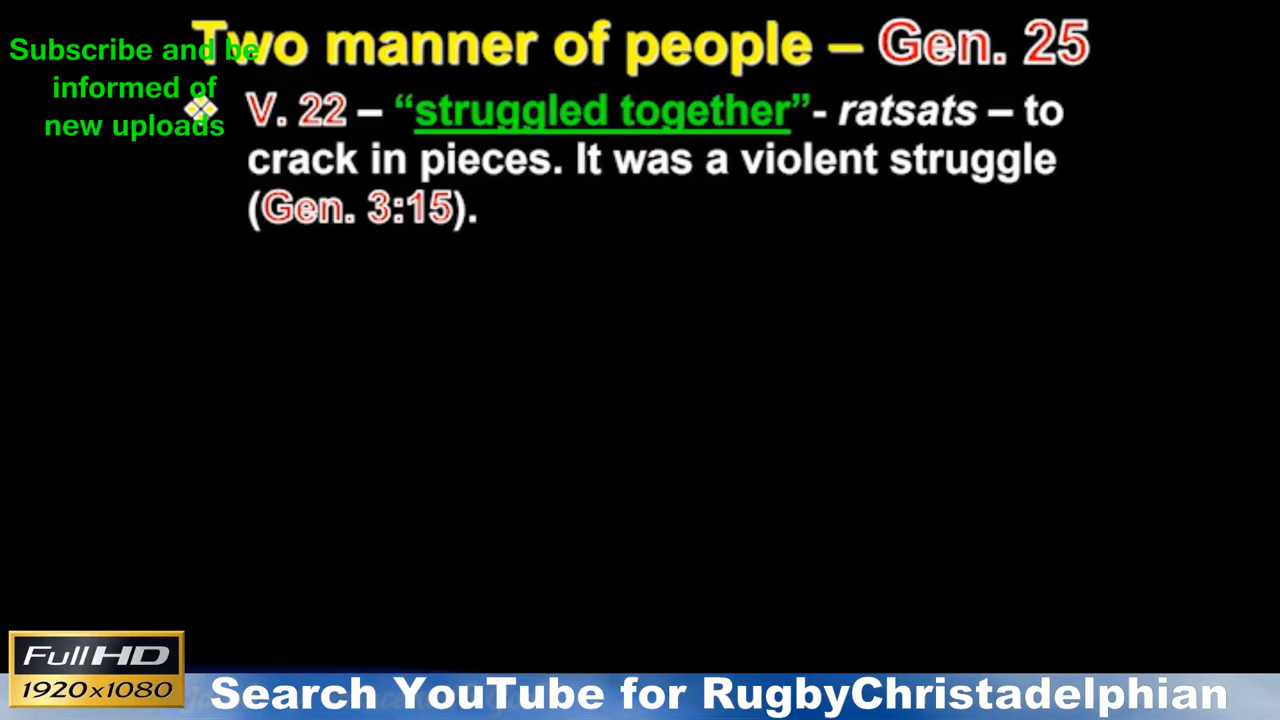 Two manner of people – Gen. 25
Subscribe and be
informed of
new uploads
❖ V. 22 – “struggled together”- ratsats – to
crack in pieces. It was a violent struggle
(Gen. 3:15).
Full HD
1920x1080
Search YouTube for RugbyChristadelphian